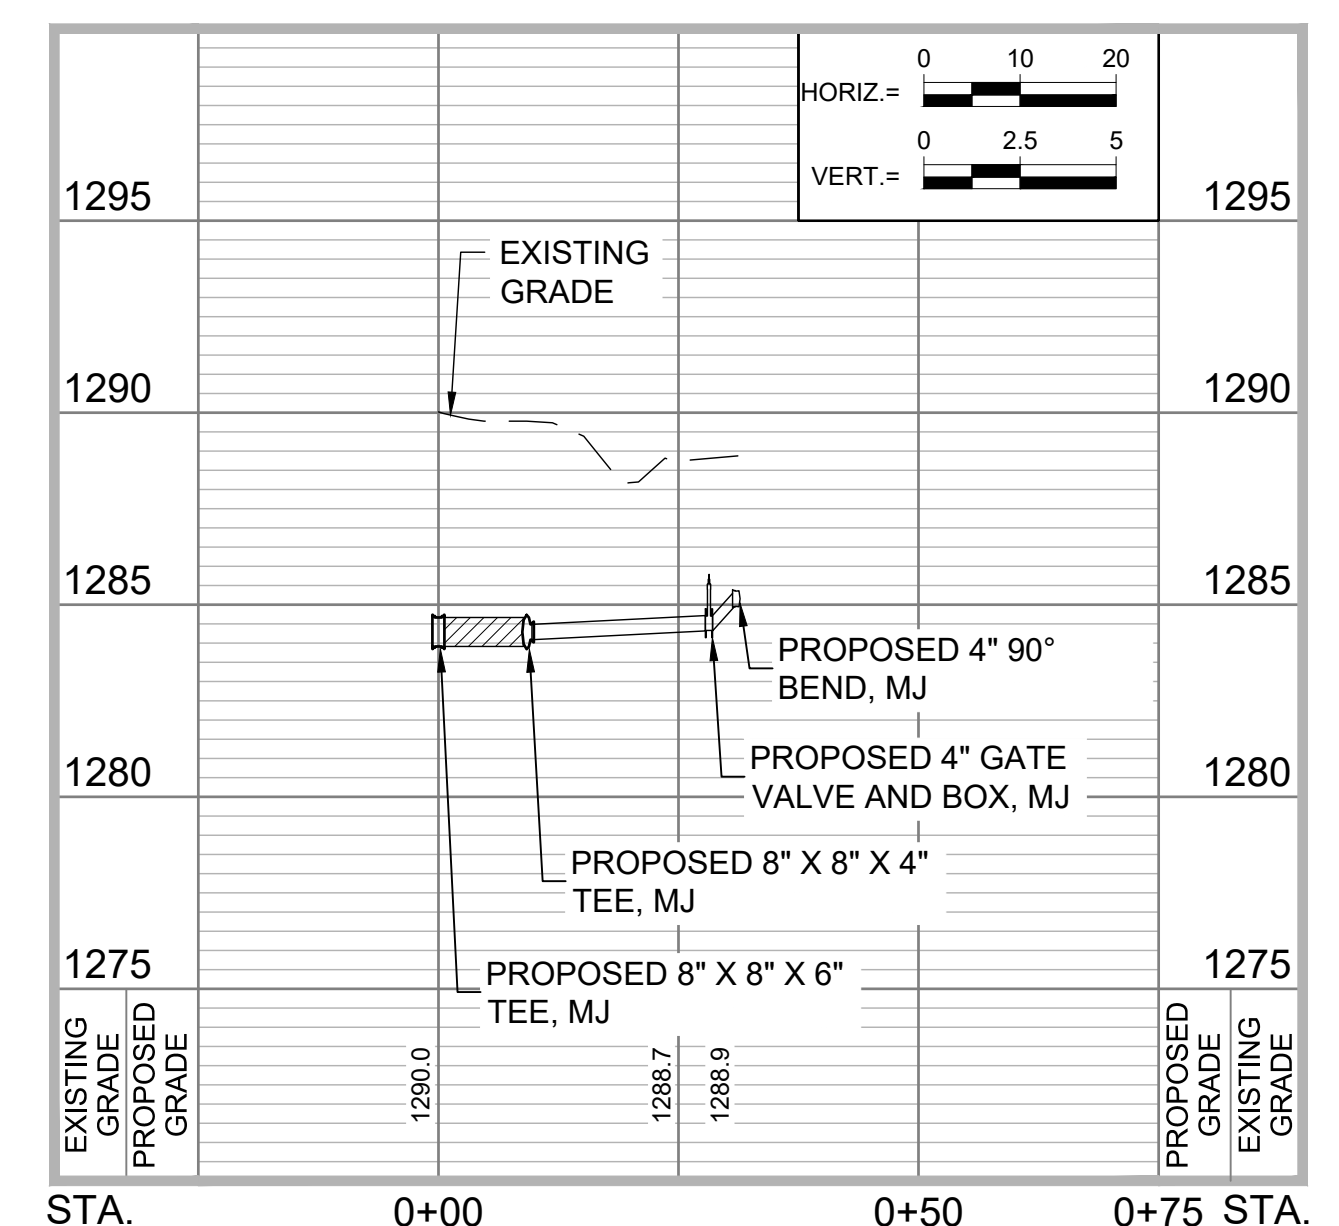 0 10 20
HORIZ.=
0 2.5 5
VERT.=
1295 1295
EXISTING
GRADE
1290 1290
1285 1285
PROPOSED 4" 90°
BEND, MJ
PROPOSED 4" GATE
VALVE AND BOX, MJ
1280 1280
PROPOSED 8" X 8" X 4"
TEE, MJ
1275 1275
PROPOSED 8" X 8" X 6"
TEE, MJ
EXISTING
GRADE
PROPOSED
GRADE
1290.0
1288.7
1288.9
PROPOSED
GRADE
EXISTING
GRADE
STA. 0+00 0+50 0+75 STA.